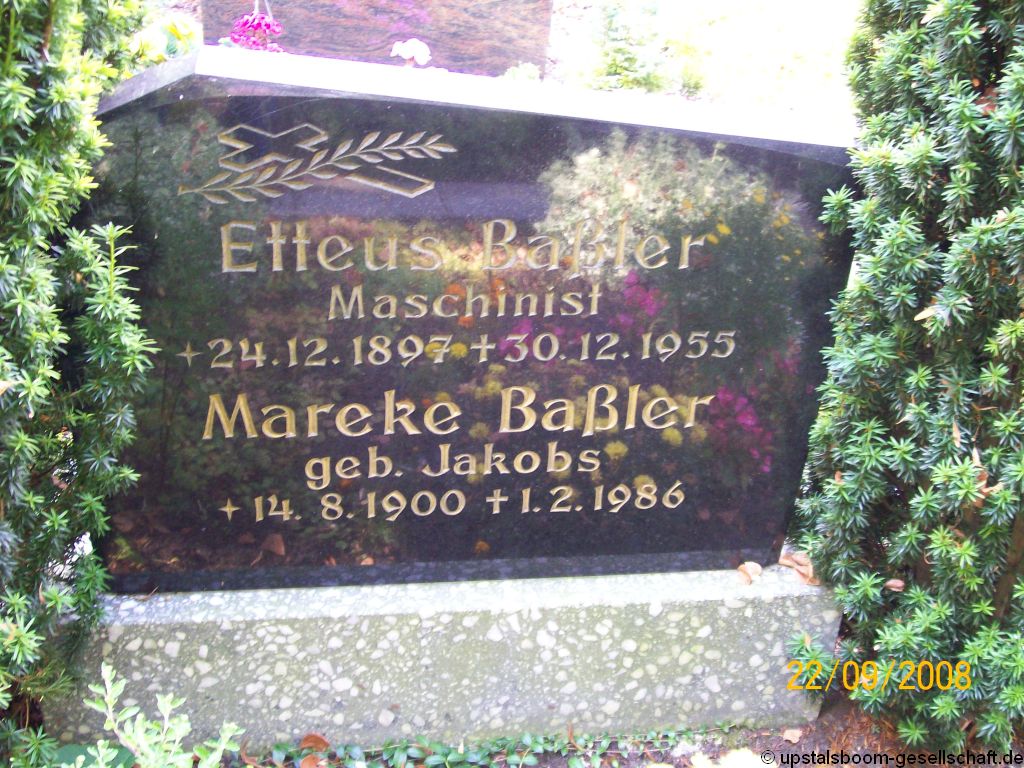 Etteus Baßler
Maschinist
+24.12.1897 +30.12.1955
Mareke Baßler
geb. Jakobs
+14.8.1900 +1.2.1986
22/09/2008
© upstalsboom-gesellschaft.de